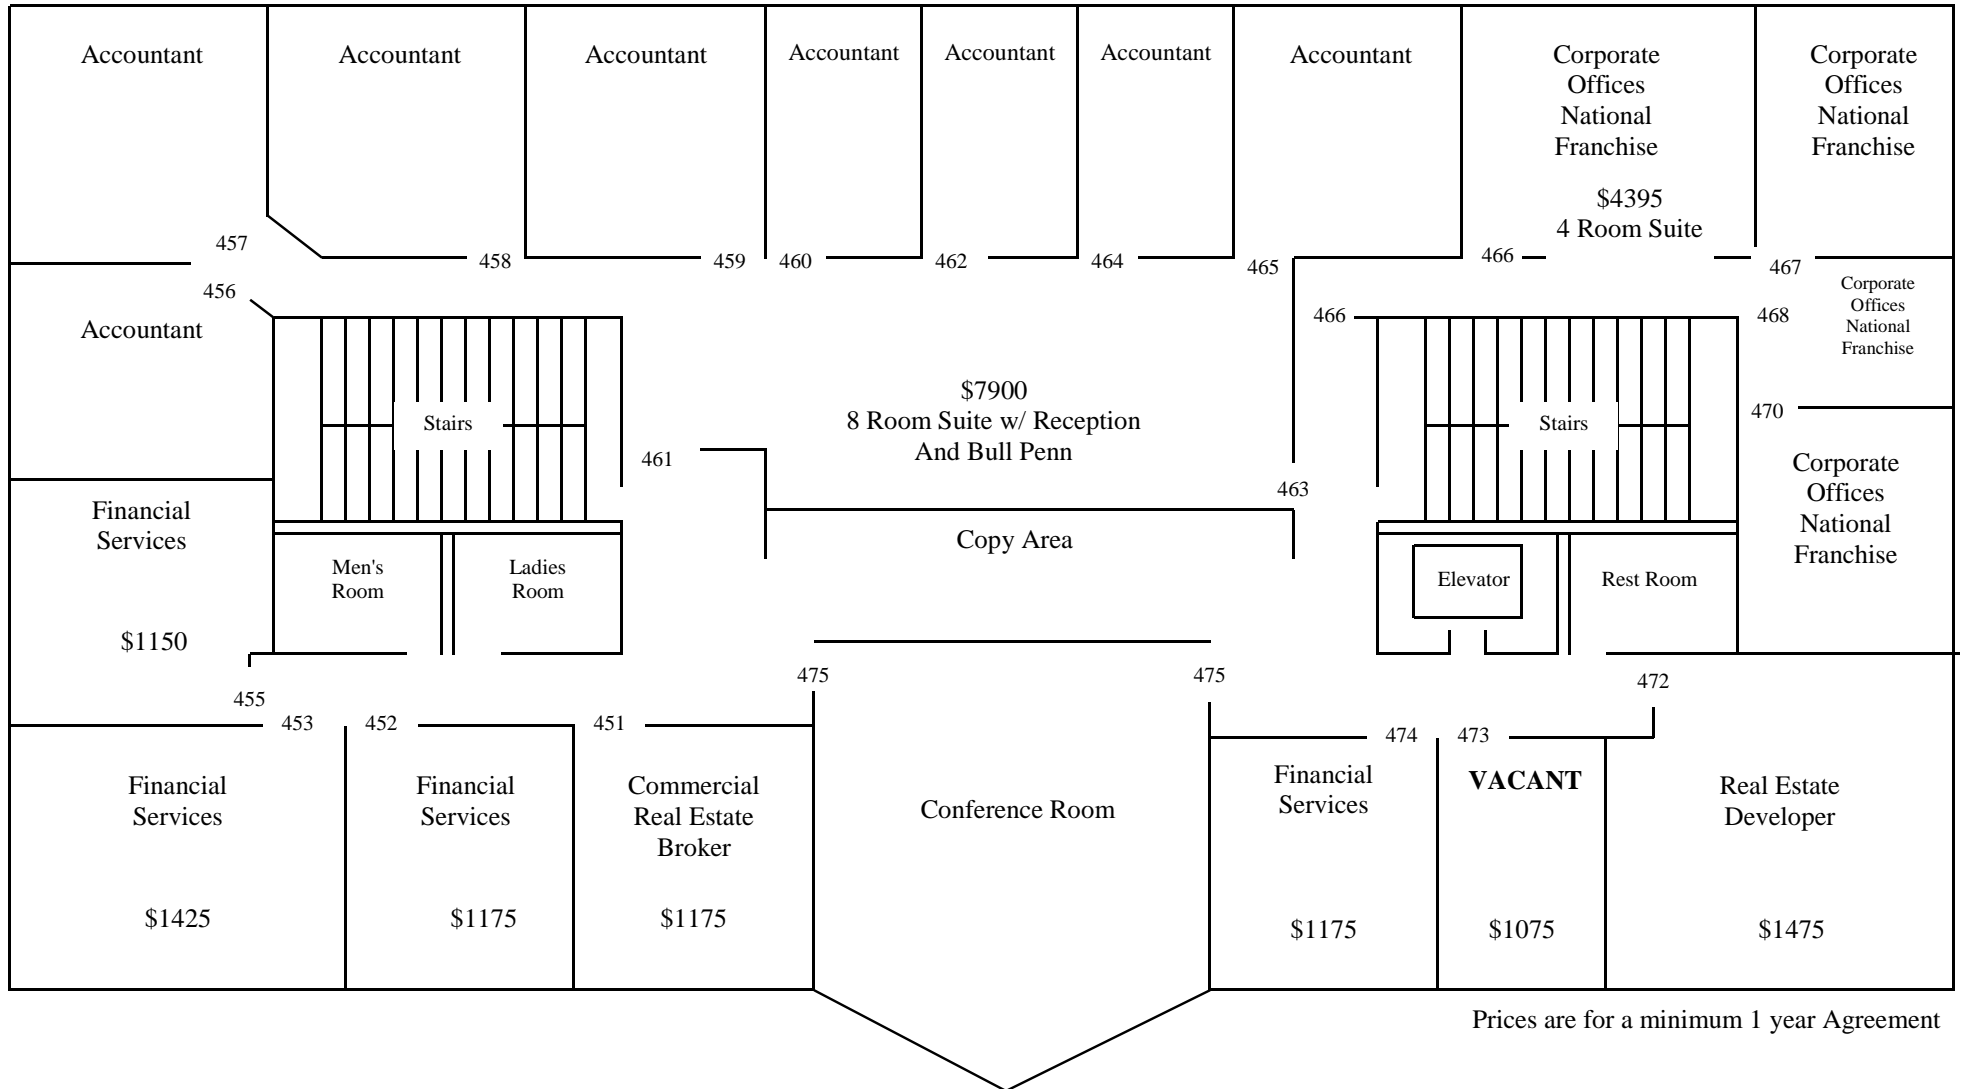 Accountant
Accountant
Accountant
Accountant
Accountant
Accountant
Accountant
Corporate
Offices
National
Franchise
$4395
4 Room Suite
Corporate
Offices
National
Franchise
457
458
459
460
462
464
465
466
467
456
466
468
Corporate
Offices
National
Franchise
Accountant
Stairs
$7900
8 Room Suite w/ Reception
And Bull Penn
Stairs
470
461
463
Corporate
Offices
National
Franchise
Financial
Services
$1150
Men's
Room
Ladies
Room
Copy Area
Elevator
Rest Room
455
475
475
472
453
452
451
474
473
Financial
Services
$1425
Financial
Services
$1175
Commercial
Real Estate
Broker
$1175
Conference Room
Financial
Services
$1175
VACANT
$1075
Real Estate
Developer
$1475
Prices are for a minimum 1 year Agreement